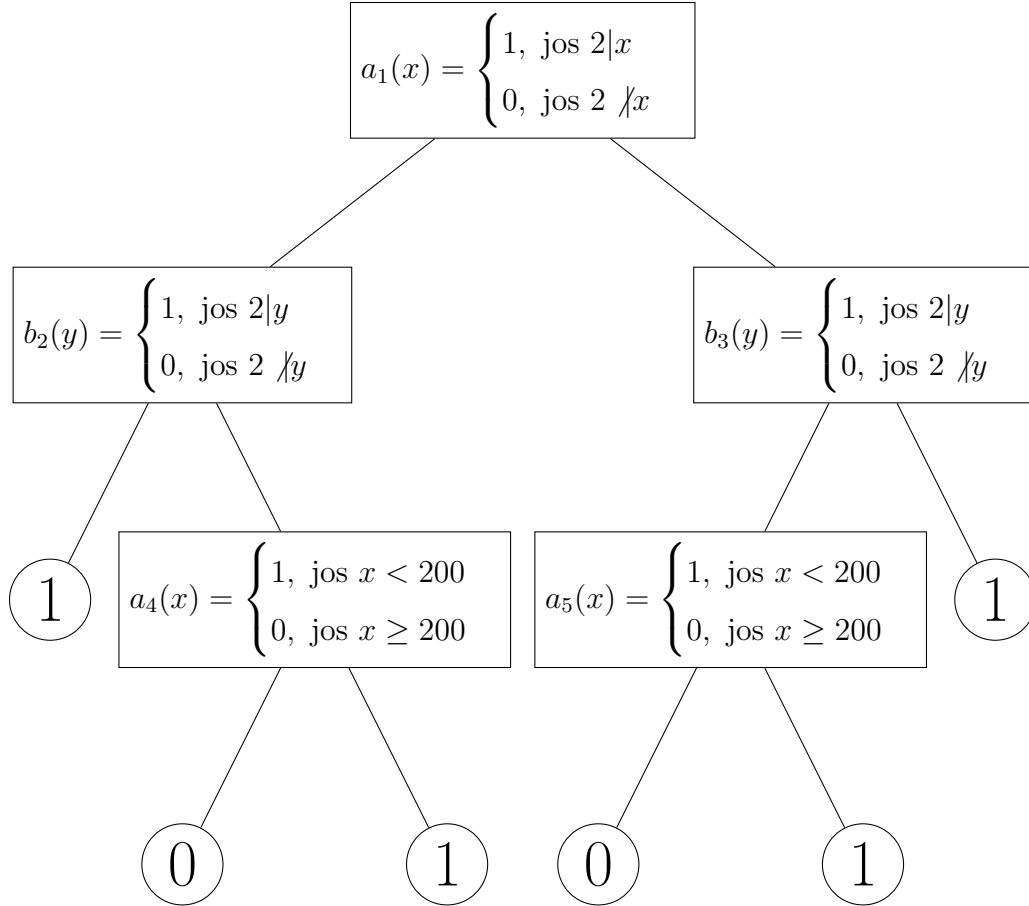 a₁(x) = { 1, jos 2|x
0, jos 2 ∤x
b₂(y) = { 1, jos 2|y
0, jos 2 ∤y
b₃(y) = { 1, jos 2|y
0, jos 2 ∤y
1
a₄(x) = { 1, jos x < 200
0, jos x ≥ 200
a₅(x) = { 1, jos x < 200
0, jos x ≥ 200
1
0
1
0
1